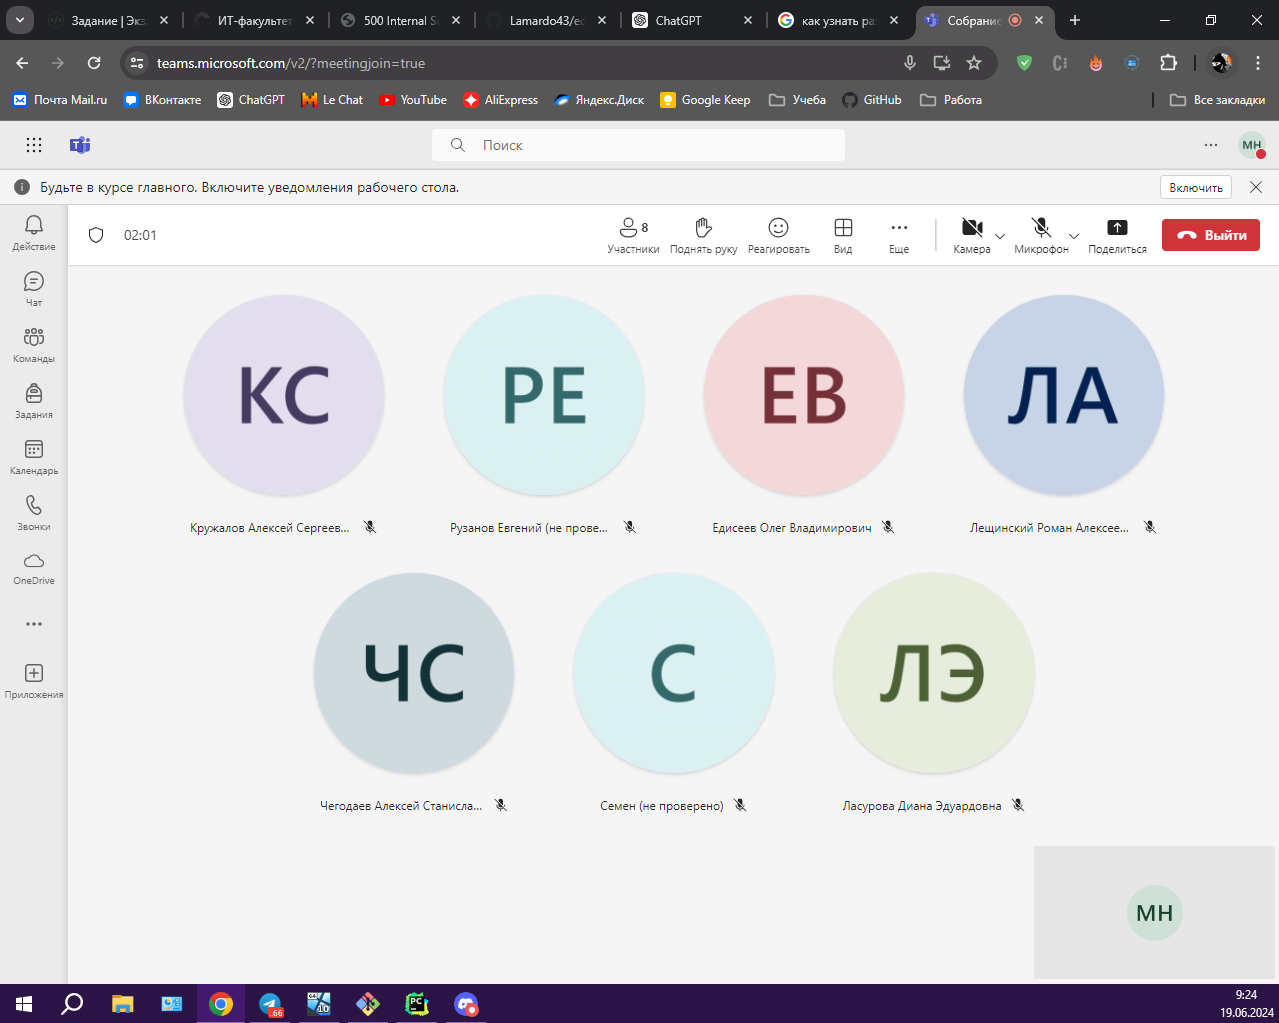 Задание | Экз
ИТ-факультет
500 Internal Se
Lamardo43/ec
ChatGPT
как узнать ра
Собрание
teams.microsoft.com/v2/?meetingjoin=true
Почта Mail.ru
ВКонтакте
ChatGPT
Le Chat
YouTube
AliExpress
Яндекс.Диск
Google Keep
Учеба
GitHub
Работа
Все закладки
Поиск
МН
Будьте в курсе главного. Включите уведомления рабочего стола.
Включить
Действие
Чат
Команды
Задания
Календарь
Звонки
OneDrive
Приложения
02:01
8
Участники
Поднять руку
Реагировать
Вид
Еще
Камера
Микрофон
Поделиться
Выйти
КС
РЕ
ЕВ
ЛА
Кружалов Алексей Сергеев...
Рузанов Евгений (не прове...
Едисеев Олег Владимирович
Лещинский Роман Алексее...
ЧС
С
ЛЭ
Чегодаев Алексей Станисла...
Семен (не проверено)
Ласурова Диана Эдуардовна
МН
.66
64
10
PC
9:24
19.06.2024